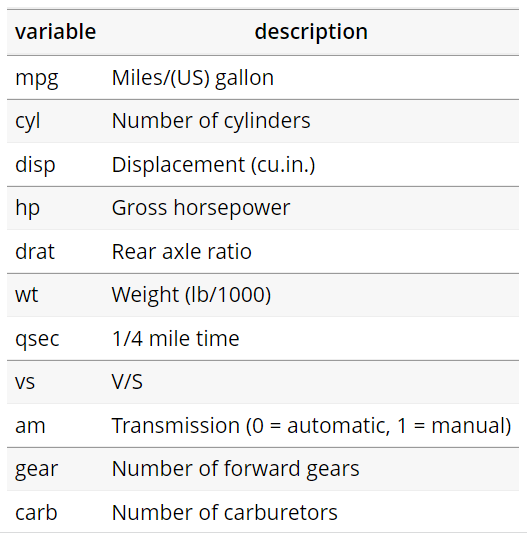 variable description
mpg Miles/(US) gallon
cyl Number of cylinders
disp Displacement (cu.in.)
hp Gross horsepower
drat Rear axle ratio
wt Weight (lb/1000)
qsec 1/4 mile time
vs V/S
am Transmission (0 = automatic, 1 = manual)
gear Number of forward gears
carb Number of carburetors